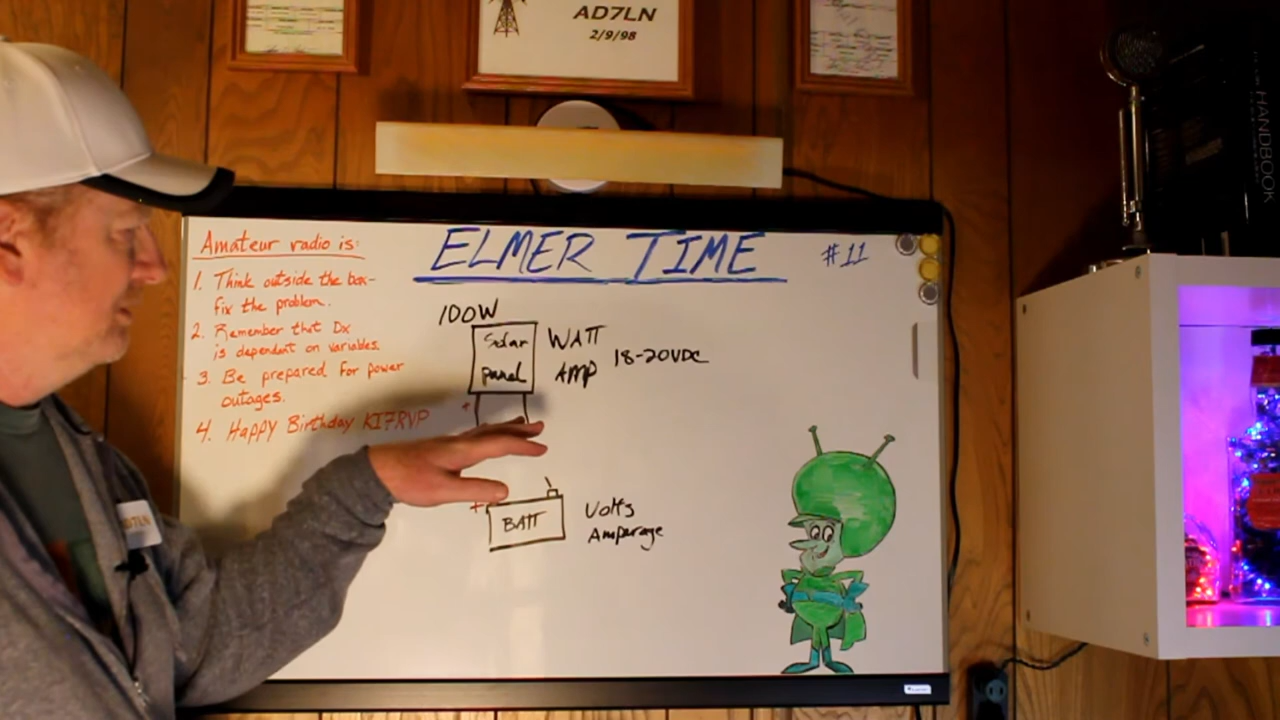 AD7LN
2/9/98
HANDBOOK
ELMER TIME
#11
Amateur radio is:
1. Think outside the box-
fix the problem.
2. Remember that Dx
is dependent on variables.
3. Be prepared for power
outages.
4. Happy Birthday KI7RVP
100W
Solar
panel
WATT
AMP
18-20VDC
+
+
BATT
Volts
Amperage
AD7LN